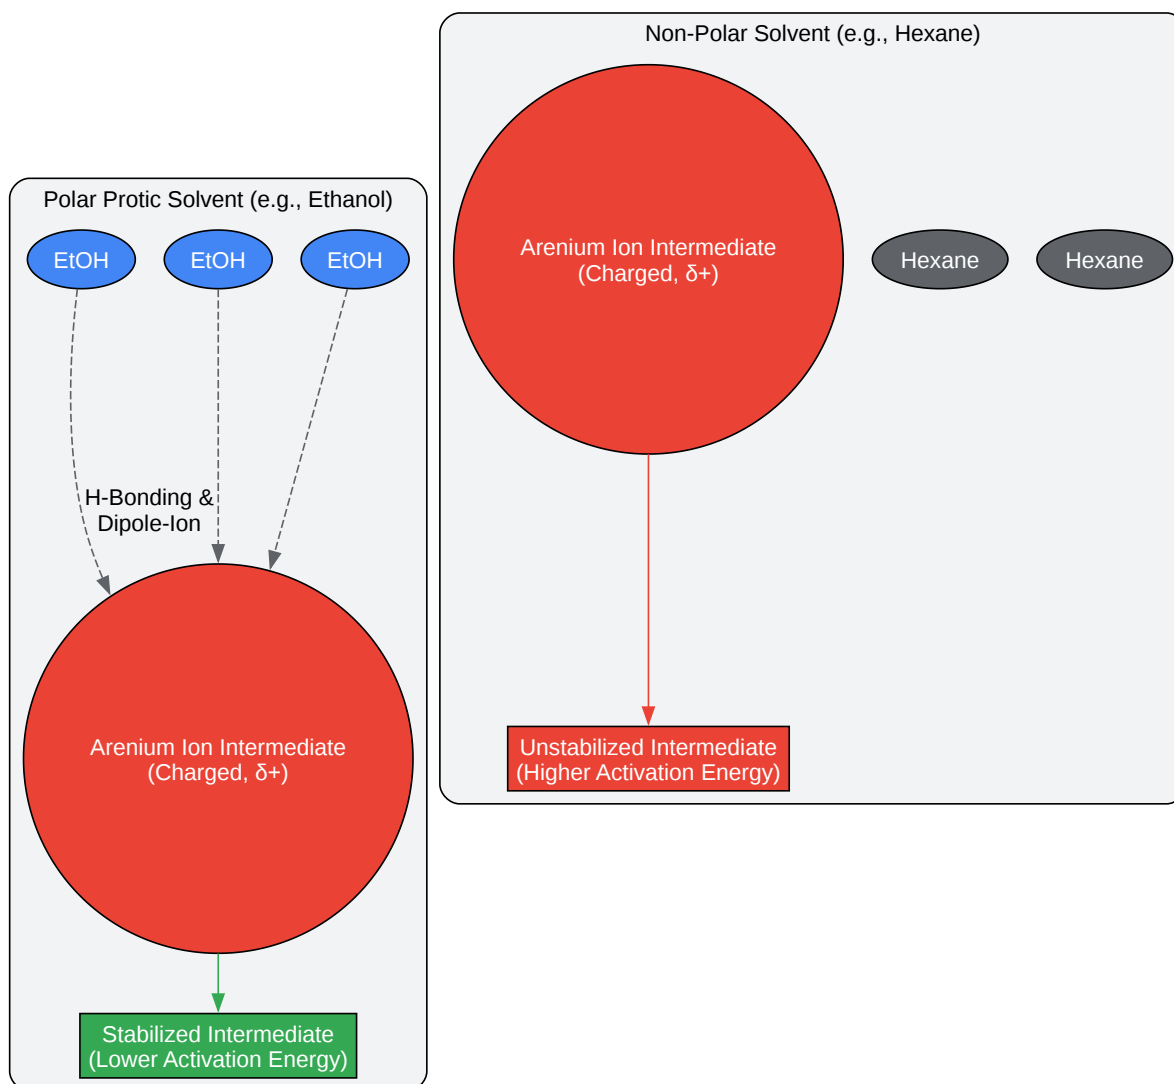 Non-Polar Solvent (e.g., Hexane)
Arenium Ion Intermediate
(Charged, δ+)
Hexane
Hexane
Unstabilized Intermediate
(Higher Activation Energy)
Polar Protic Solvent (e.g., Ethanol)
EtOH
EtOH
EtOH
H-Bonding &
Dipole-Ion
Arenium Ion Intermediate
(Charged, δ+)
Stabilized Intermediate
(Lower Activation Energy)